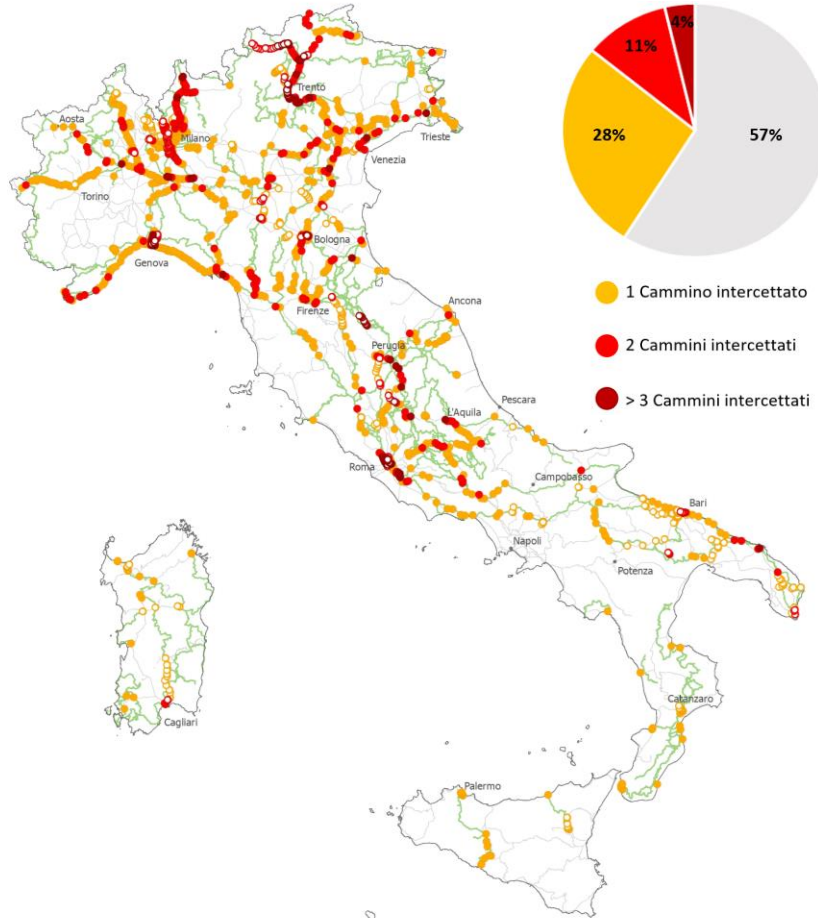 4%
11%
28%
57%
1 Cammino intercettato
2 Cammini intercettati
> 3 Cammini intercettati
Trento
Aosta
Milano
Trieste
Venezia
Torino
Bologna
Genova
Firenze
Ancona
Perugia
L'Aquila
Pescara
Roma
Campobasso
Bari
Napoli
Potenza
Catanzaro
Cagliari
Palermo